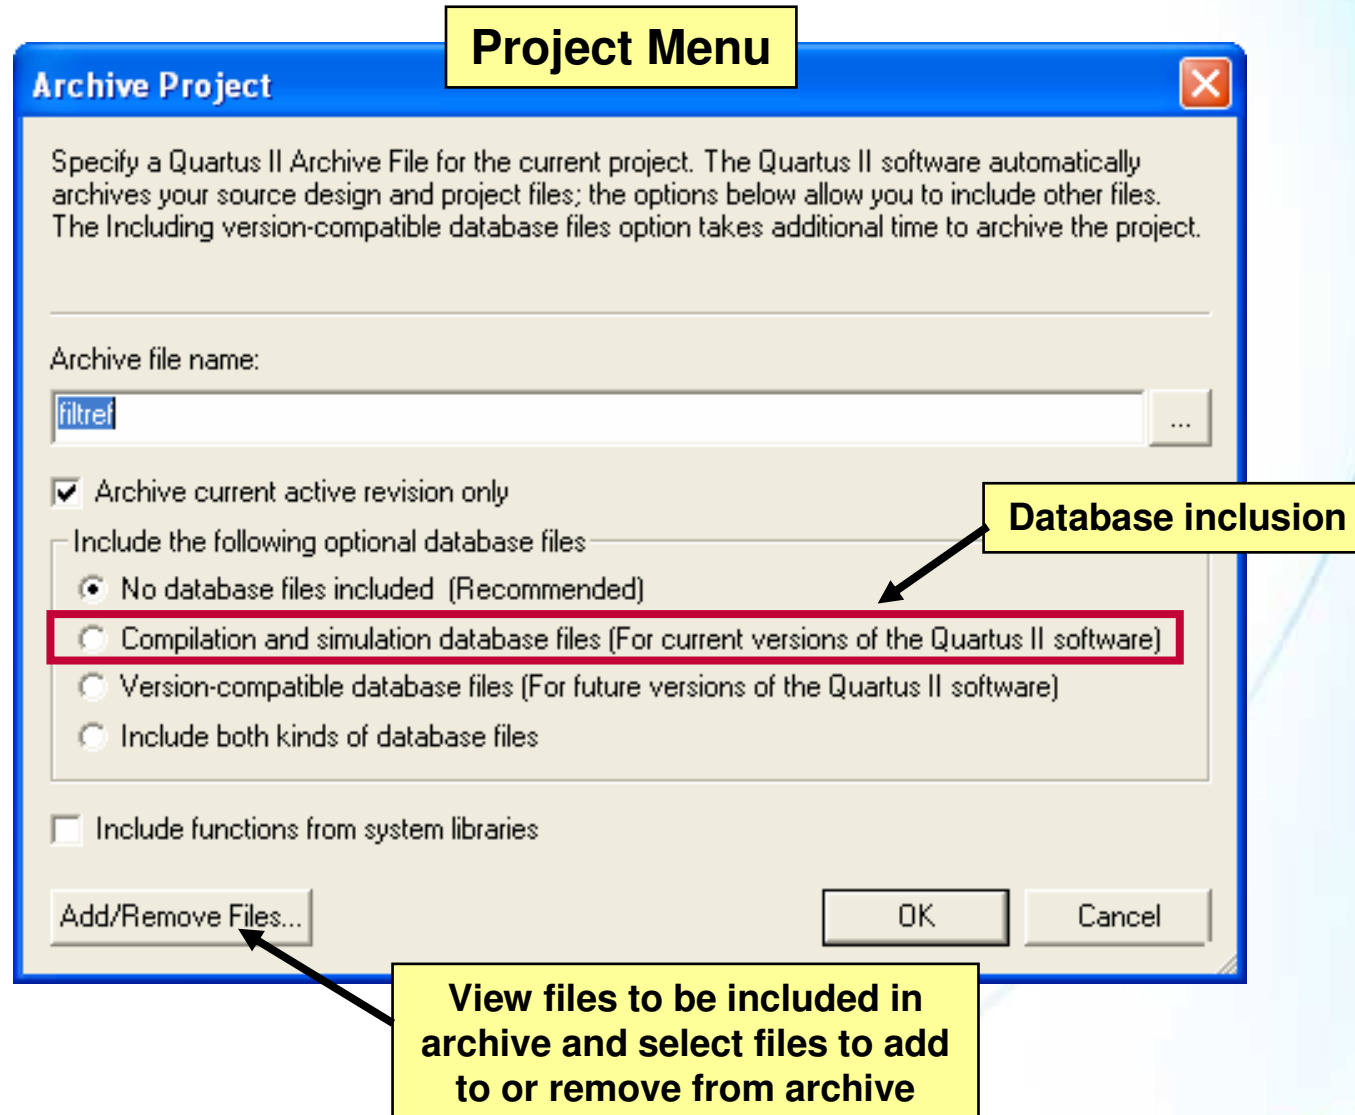 Project Menu
Archive Project
Specify a Quartus II Archive File for the current project. The Quartus II software automatically
archives your source design and project files; the options below allow you to include other files.
The Including version-compatible database files option takes additional time to archive the project.
Archive file name:
filtref
...
Archive current active revision only
Database inclusion
Include the following optional database files
No database files included (Recommended)
Compilation and simulation database files (For current versions of the Quartus II software)
Version-compatible database files (For future versions of the Quartus II software)
Include both kinds of database files
Include functions from system libraries
Add/Remove Files...
OK
Cancel
View files to be included in
archive and select files to add
to or remove from archive